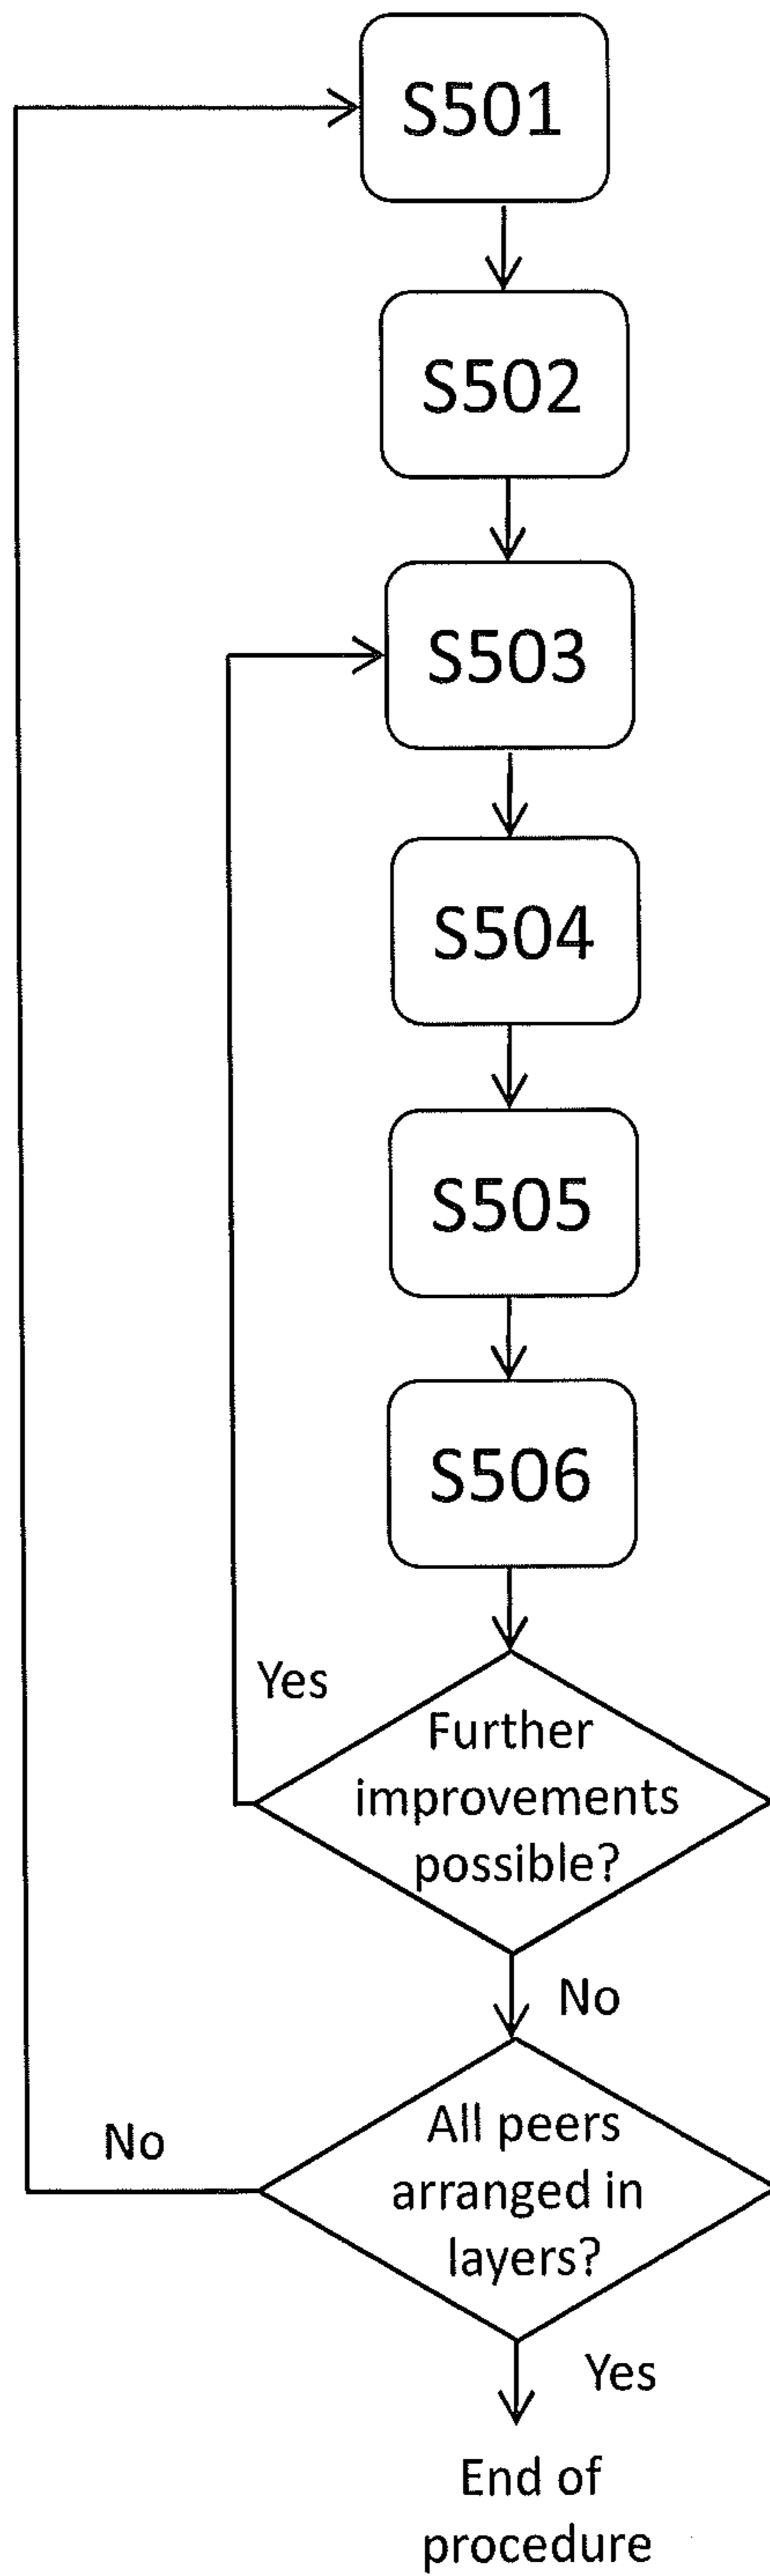 S501
S502
S503
S504
S505
S506
Yes
Further
improvements
possible?
No
No
All peers
arranged in
layers?
Yes
End of
procedure